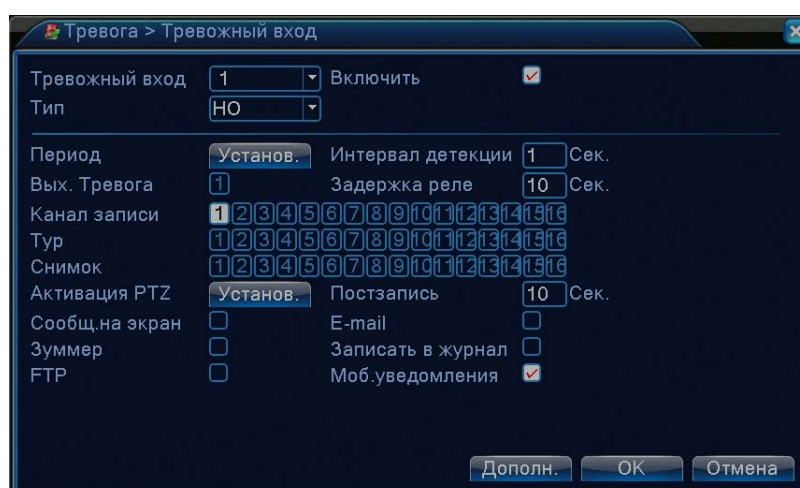 Тревога > Тревожный вход
Тревожный вход 1 Включить
Тип НО
Период Установ. Интервал детекции 1 Сек.
Вых. Тревога 1 Задержка реле 10 Сек.
Канал записи 1 2 3 4 5 6 7 8 9 10 11 12 13 14 15 16
Тур 1 2 3 4 5 6 7 8 9 10 11 12 13 14 15 16
Снимок 1 2 3 4 5 6 7 8 9 10 11 12 13 14 15 16
Активация PTZ Установ. Постзапись 10 Сек.
Сообщ.на экран E-mail
Зуммер Записать в журнал
FTP Моб.уведомления
Дополн. OK Отмена